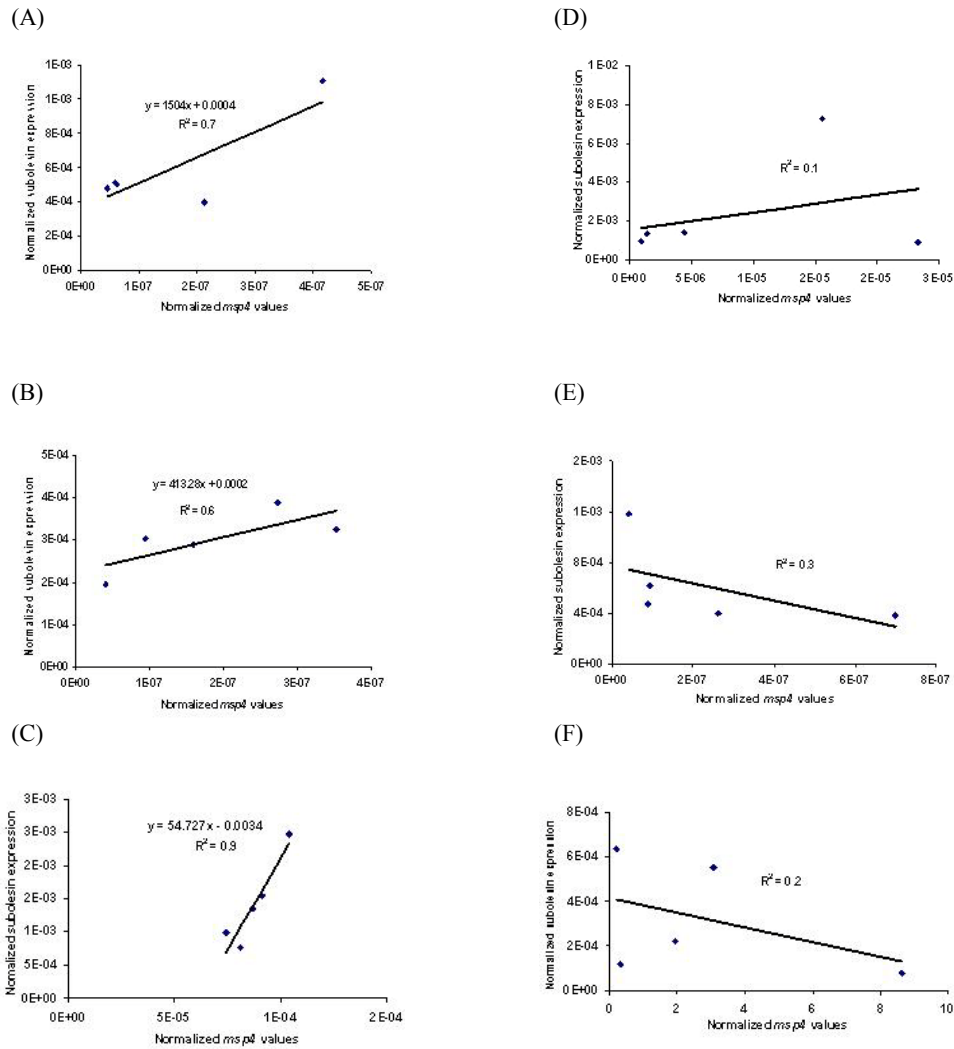 (A)
1E-03
1E-03
8E-04
6E-04
4E-04
2E-04
0E+00
Normalized subolesin expression
y = 1504x + 0.0004
R² = 0.7
0E+00 1E-07 2E-07 3E-07 4E-07 5E-07
Normalized msp4 values
(D)
1E-02
8E-03
6E-03
4E-03
2E-03
0E+00
Normalized subolesin expression
R² = 0.1
0E+00 5E-06 1E-05 2E-05 2E-05 3E-05
Normalized msp4 values
(B)
5E-04
4E-04
3E-04
2E-04
1E-04
0E+00
Normalized subolesin expression
y = 413.28x + 0.0002
R² = 0.6
0E+00 1E-07 2E-07 3E-07 4E-07
Normalized msp4 values
(E)
2E-03
1E-03
8E-04
4E-04
0E+00
Normalized subolesin expression
R² = 0.3
0E+00 2E-07 4E-07 6E-07 8E-07
Normalized msp4 values
(C)
3E-03
3E-03
2E-03
2E-03
1E-03
5E-04
0E+00
Normalized subolesin expression
y = 54.727x - 0.0034
R² = 0.9
0E+00 5E-05 1E-04 2E-04
Normalized msp4 values
(F)
8E-04
6E-04
4E-04
2E-04
0E+00
Normalized subolesin expression
R² = 0.2
0 2 4 6 8 10
Normalized msp4 values